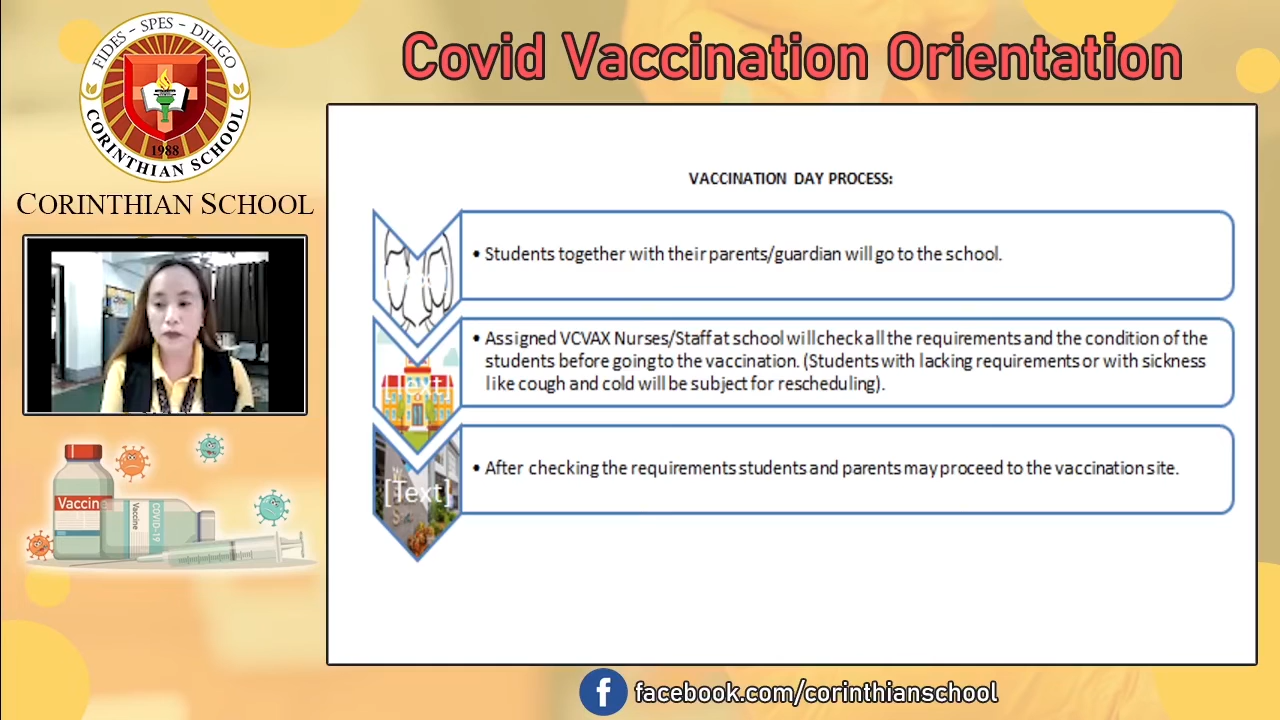 Covid Vaccination Orientation
FIDES - SPES - DILIGO
CORINTHIAN SCHOOL
1988
CORINTHIAN SCHOOL
VACCINATION DAY PROCESS:
• Students together with their parents/guardian will go to the school.
• Assigned VCVAX Nurses/Staff at school will check all the requirements and the condition of the
students before going to the vaccination. (Students with lacking requirements or with sickness
like cough and cold will be subject for rescheduling).
[Text]
• After checking the requirements students and parents may proceed to the vaccination site.
[Text]
Vaccine
Vaccine
COVID-19
facebook.com/corinthianschool